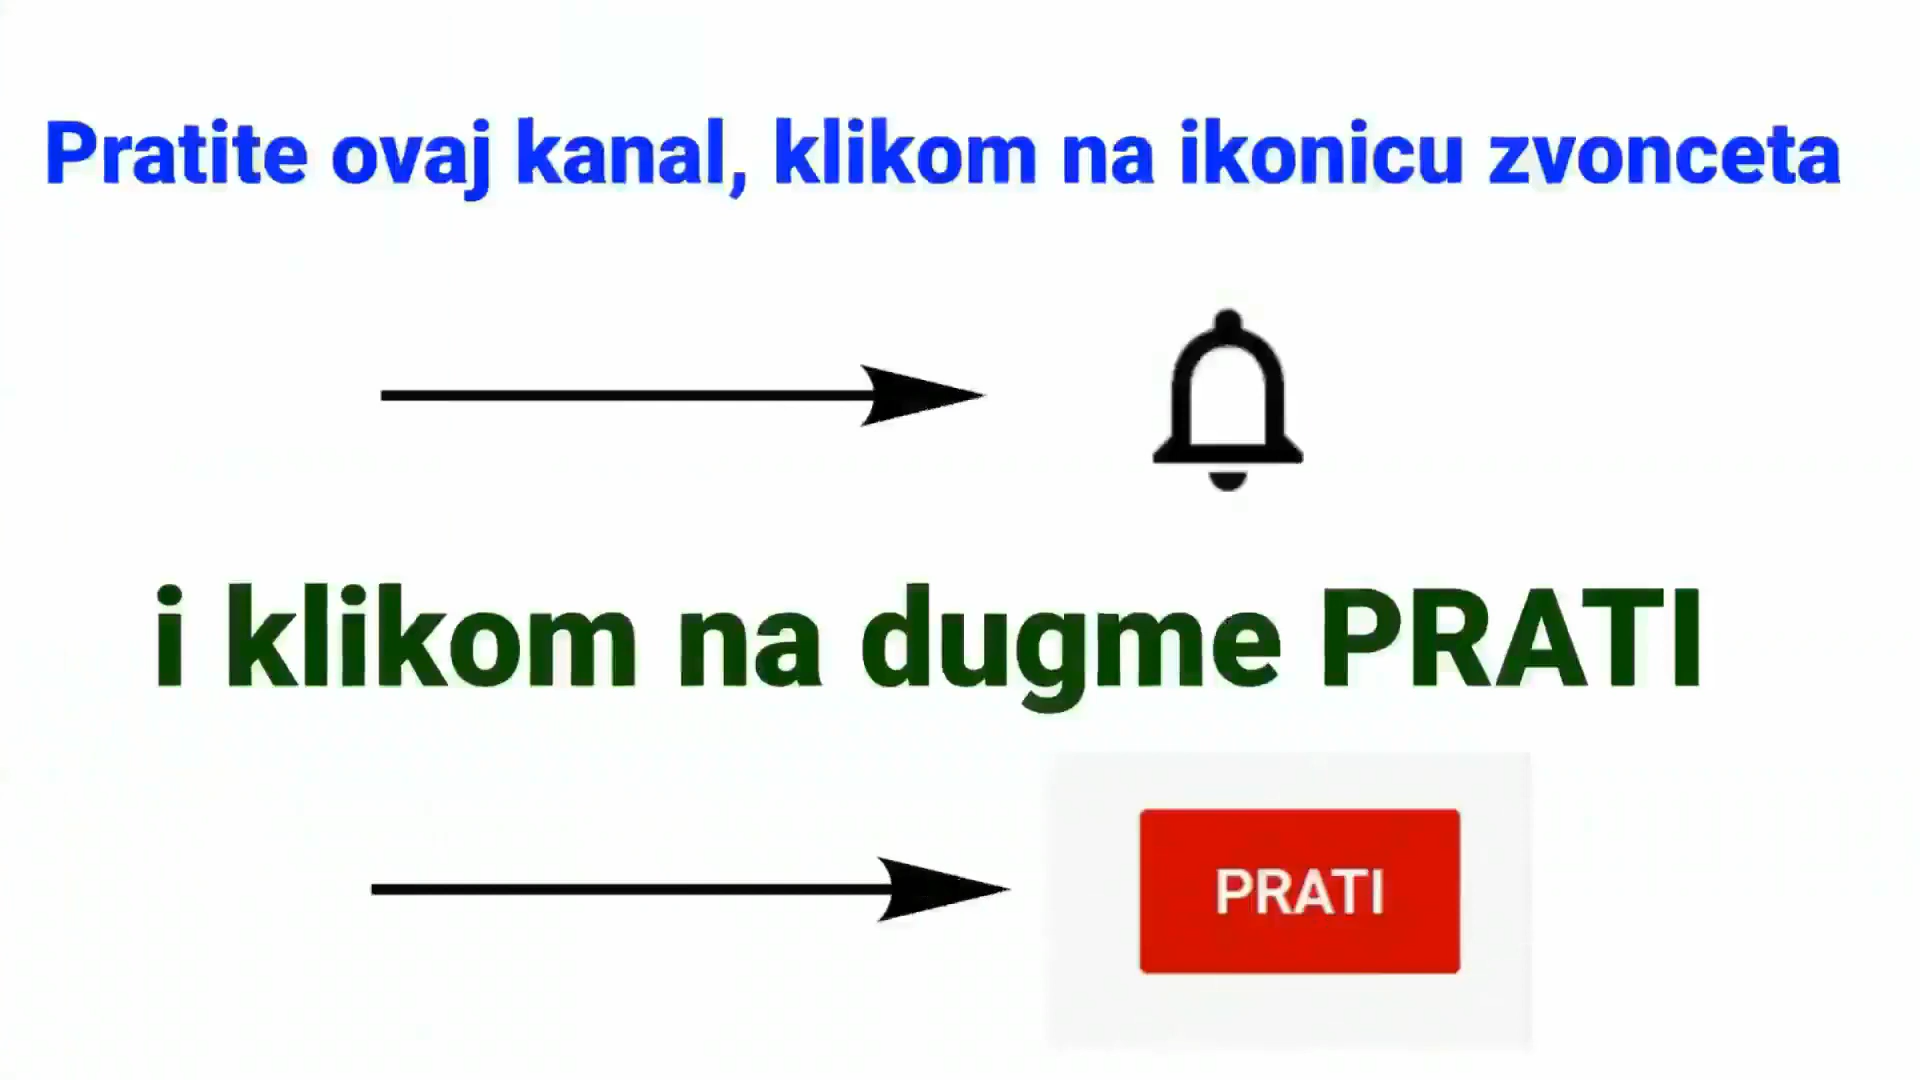 Pratite ovaj kanal, klikom na ikonicu zvonceta
i klikom na dugme PRATI
PRATI